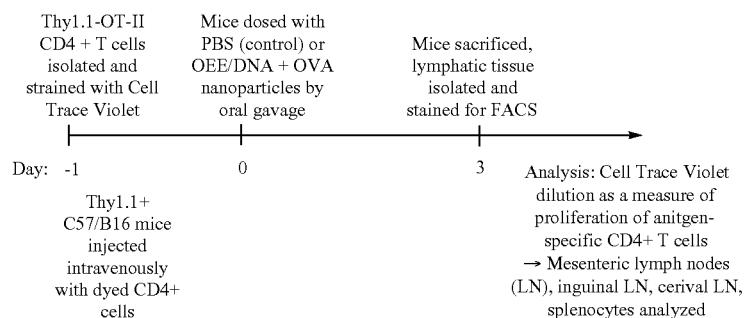 Thy1.1-OT-II
CD4 + T cells
isolated and
strained with Cell
Trace Violet
Mice dosed with
PBS (control) or
OEE/DNA + OVA
nanoparticles by
oral gavage
Mice sacrificed,
lymphatic tissue
isolated and
stained for FACS
Day: -1 0 3
Thy1.1+
C57/B16 mice
injected
intravenously
with dyed CD4+
cells
Analysis: Cell Trace Violet
dilution as a measure of
proliferation of anitgen-
specific CD4+ T cells
→ Mesenteric lymph nodes
(LN), inguinal LN, cerival LN,
splenocytes analyzed